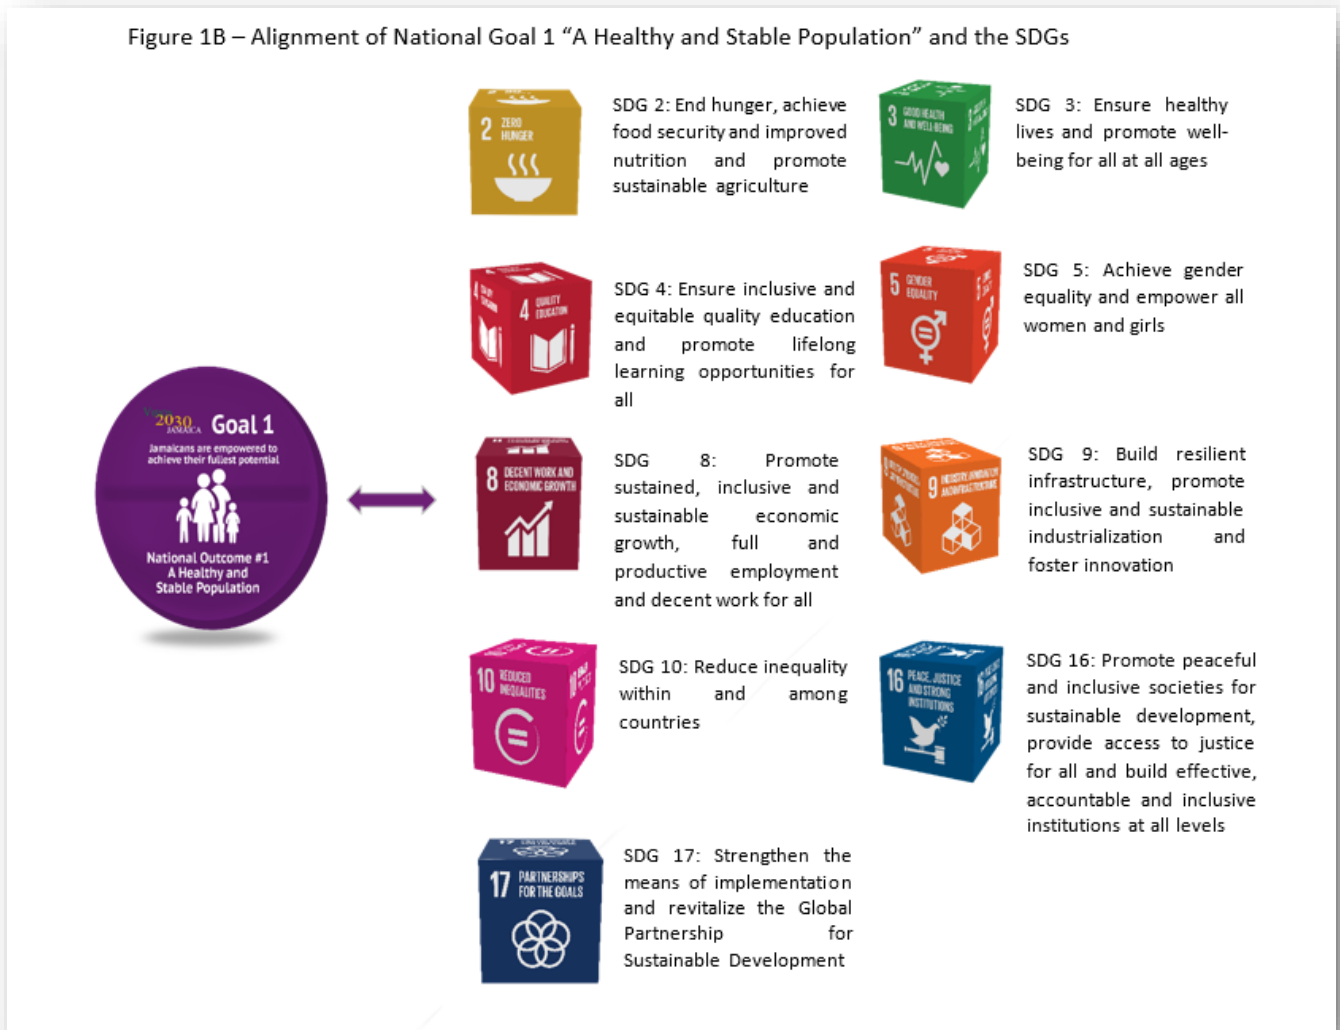 Figure 1B – Alignment of National Goal 1 “A Healthy and Stable Population” and the SDGs
2 ZERO
HUNGER
SDG 2: End hunger, achieve
food security and improved
nutrition and promote
sustainable agriculture
3 GOOD HEALTH
AND WELL-BEING
SDG 3: Ensure healthy
lives and promote well-
being for all at all ages
4 QUALITY
EDUCATION
SDG 4: Ensure inclusive and
equitable quality education
and promote lifelong
learning opportunities for
all
5 GENDER
EQUALITY
SDG 5: Achieve gender
equality and empower all
women and girls
2030
JAMAICA
Goal 1
Jamaicans are empowered to
achieve their fullest potential
National Outcome #1
A Healthy and
Stable Population
8 DECENT WORK AND
ECONOMIC GROWTH
SDG 8: Promote
sustained, inclusive and
sustainable economic
growth, full and
productive employment
and decent work for all
9 INDUSTRY, INNOVATION
AND INFRASTRUCTURE
SDG 9: Build resilient
infrastructure, promote
inclusive and sustainable
industrialization and
foster innovation
10 REDUCED
INEQUALITIES
SDG 10: Reduce inequality
within and among
countries
16 PEACE, JUSTICE
AND STRONG
INSTITUTIONS
SDG 16: Promote peaceful
and inclusive societies for
sustainable development,
provide access to justice
for all and build effective,
accountable and inclusive
institutions at all levels
17 PARTNERSHIPS
FOR THE GOALS
SDG 17: Strengthen the
means of implementation
and revitalize the Global
Partnership for
Sustainable Development